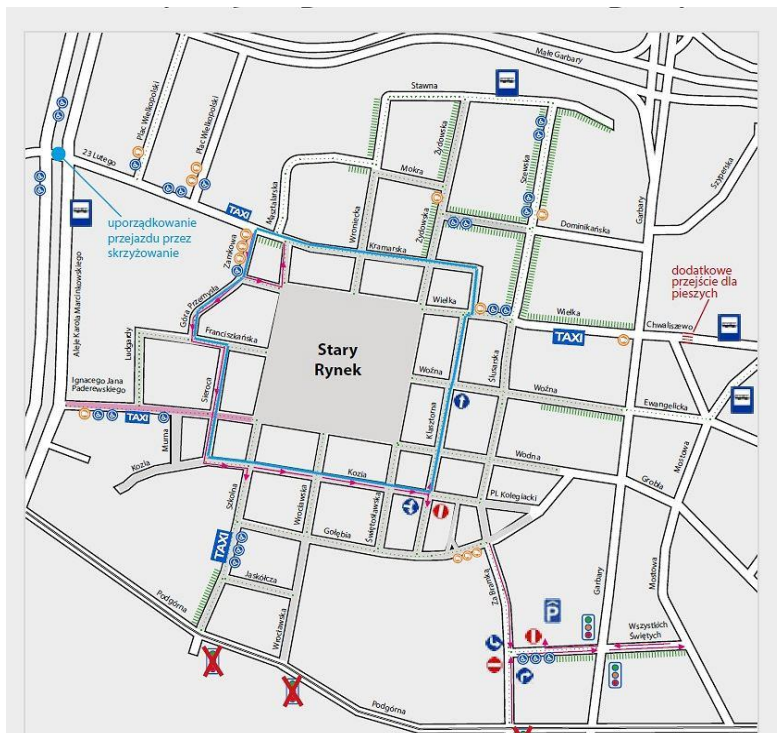 Małe Garbary
Stawna
Plac Wielkopolski
Plac Wielkopolski
23 Lutego
Żydowska
Szewska
Szyperska
Mokra
Masztalarska
Wroniecka
Żydowska
Garbary
Dominikańska
TAXI
Kramarska
uporządkowanie
przejazdu przez
skrzyżowanie
Zamkowa
Aleje Karola Marcinkowskiego
dodatkowe
przejście dla
pieszych
Góra Przemysła
Wielka
Wielka
Chwaliszewo
TAXI
Ludgardy
Franciszkańska
Stary
Rynek
Ślusarska
Woźna
Woźna
Ignacego Jana
Paderewskiego
Sieroca
Klasztorna
Ewangelicka
TAXI
Murna
Mostowa
Wodna
Kozia
Kozia
Grobla
Szkolna
Wrocławska
Świętosławska
Pl. Kolegiacki
Gołębia
TAXI
Jaskółcza
Za Bramką
Garbary
Mostowa
Podgórna
Wrocławska
P
Wszystkich
Świętych
Podgórna